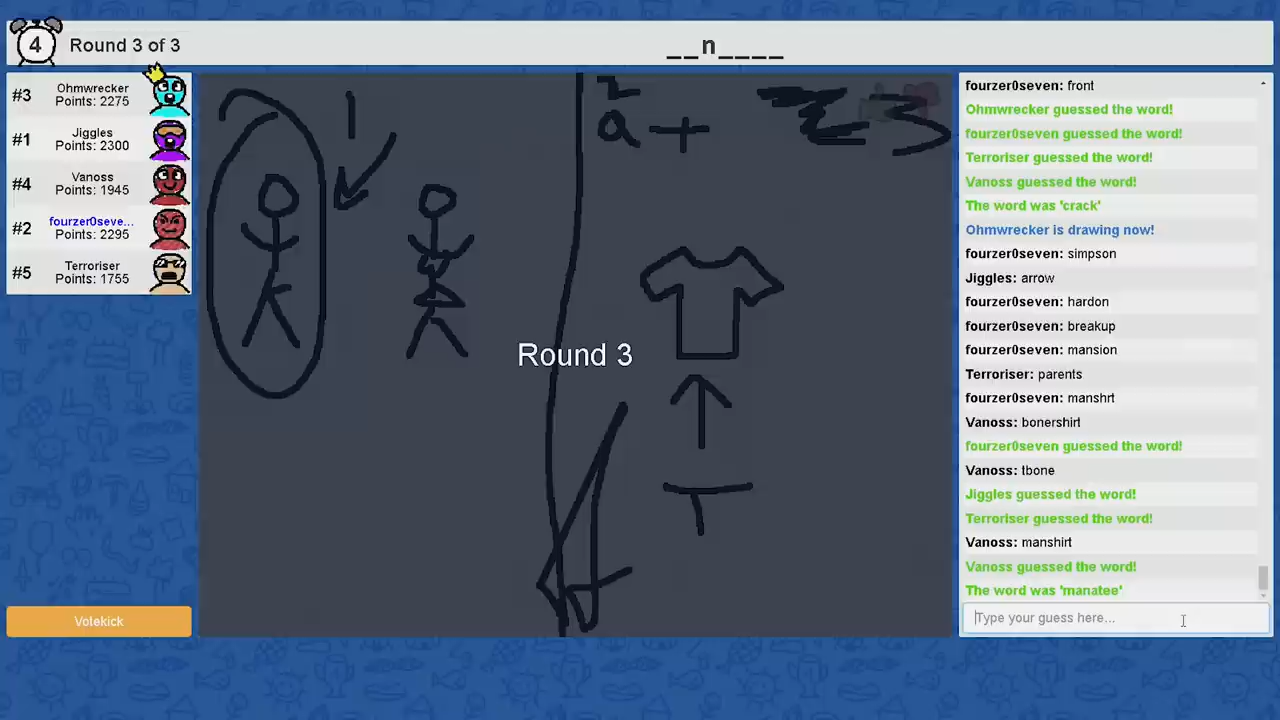 4
Round 3 of 3
__n____
#3
Ohmwrecker
Points: 2275
#1
Jiggles
Points: 2300
#4
Vanoss
Points: 1945
#2
fourzer0seve...
Points: 2295
#5
Terroriser
Points: 1755
Volekick
a +
Round 3
T
fourzer0seven: front
Ohmwrecker guessed the word!
fourzer0seven guessed the word!
Terroriser guessed the word!
Vanoss guessed the word!
The word was 'crack'
Ohmwrecker is drawing now!
fourzer0seven: simpson
Jiggles: arrow
fourzer0seven: hardon
fourzer0seven: breakup
fourzer0seven: mansion
Terroriser: parents
fourzer0seven: manshrt
Vanoss: bonershirt
fourzer0seven guessed the word!
Vanoss: tbone
Jiggles guessed the word!
Terroriser guessed the word!
Vanoss: manshirt
Vanoss guessed the word!
The word was 'manatee'
Type your guess here...